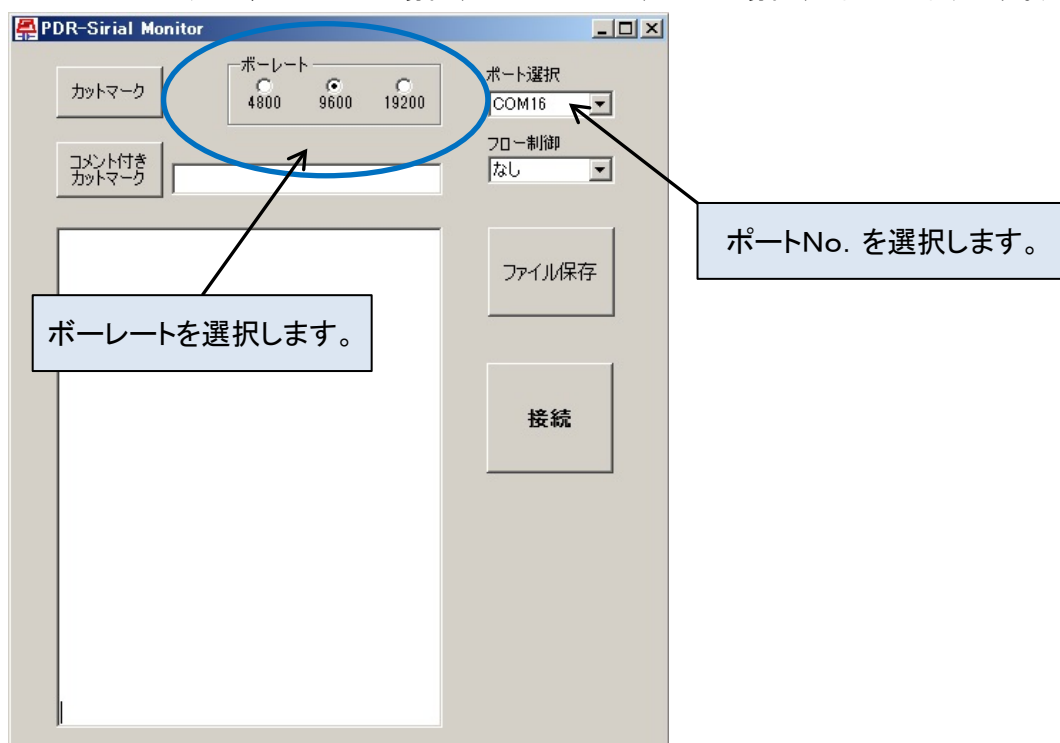 PDR-Sirial Monitor
カットマーク
ボーレート
4800 9600 19200
ポート選択
COM16
コメント付き
カットマーク
フロー制御
なし
ポートNo. を選択します。
ファイル保存
ボーレートを選択します。
接続